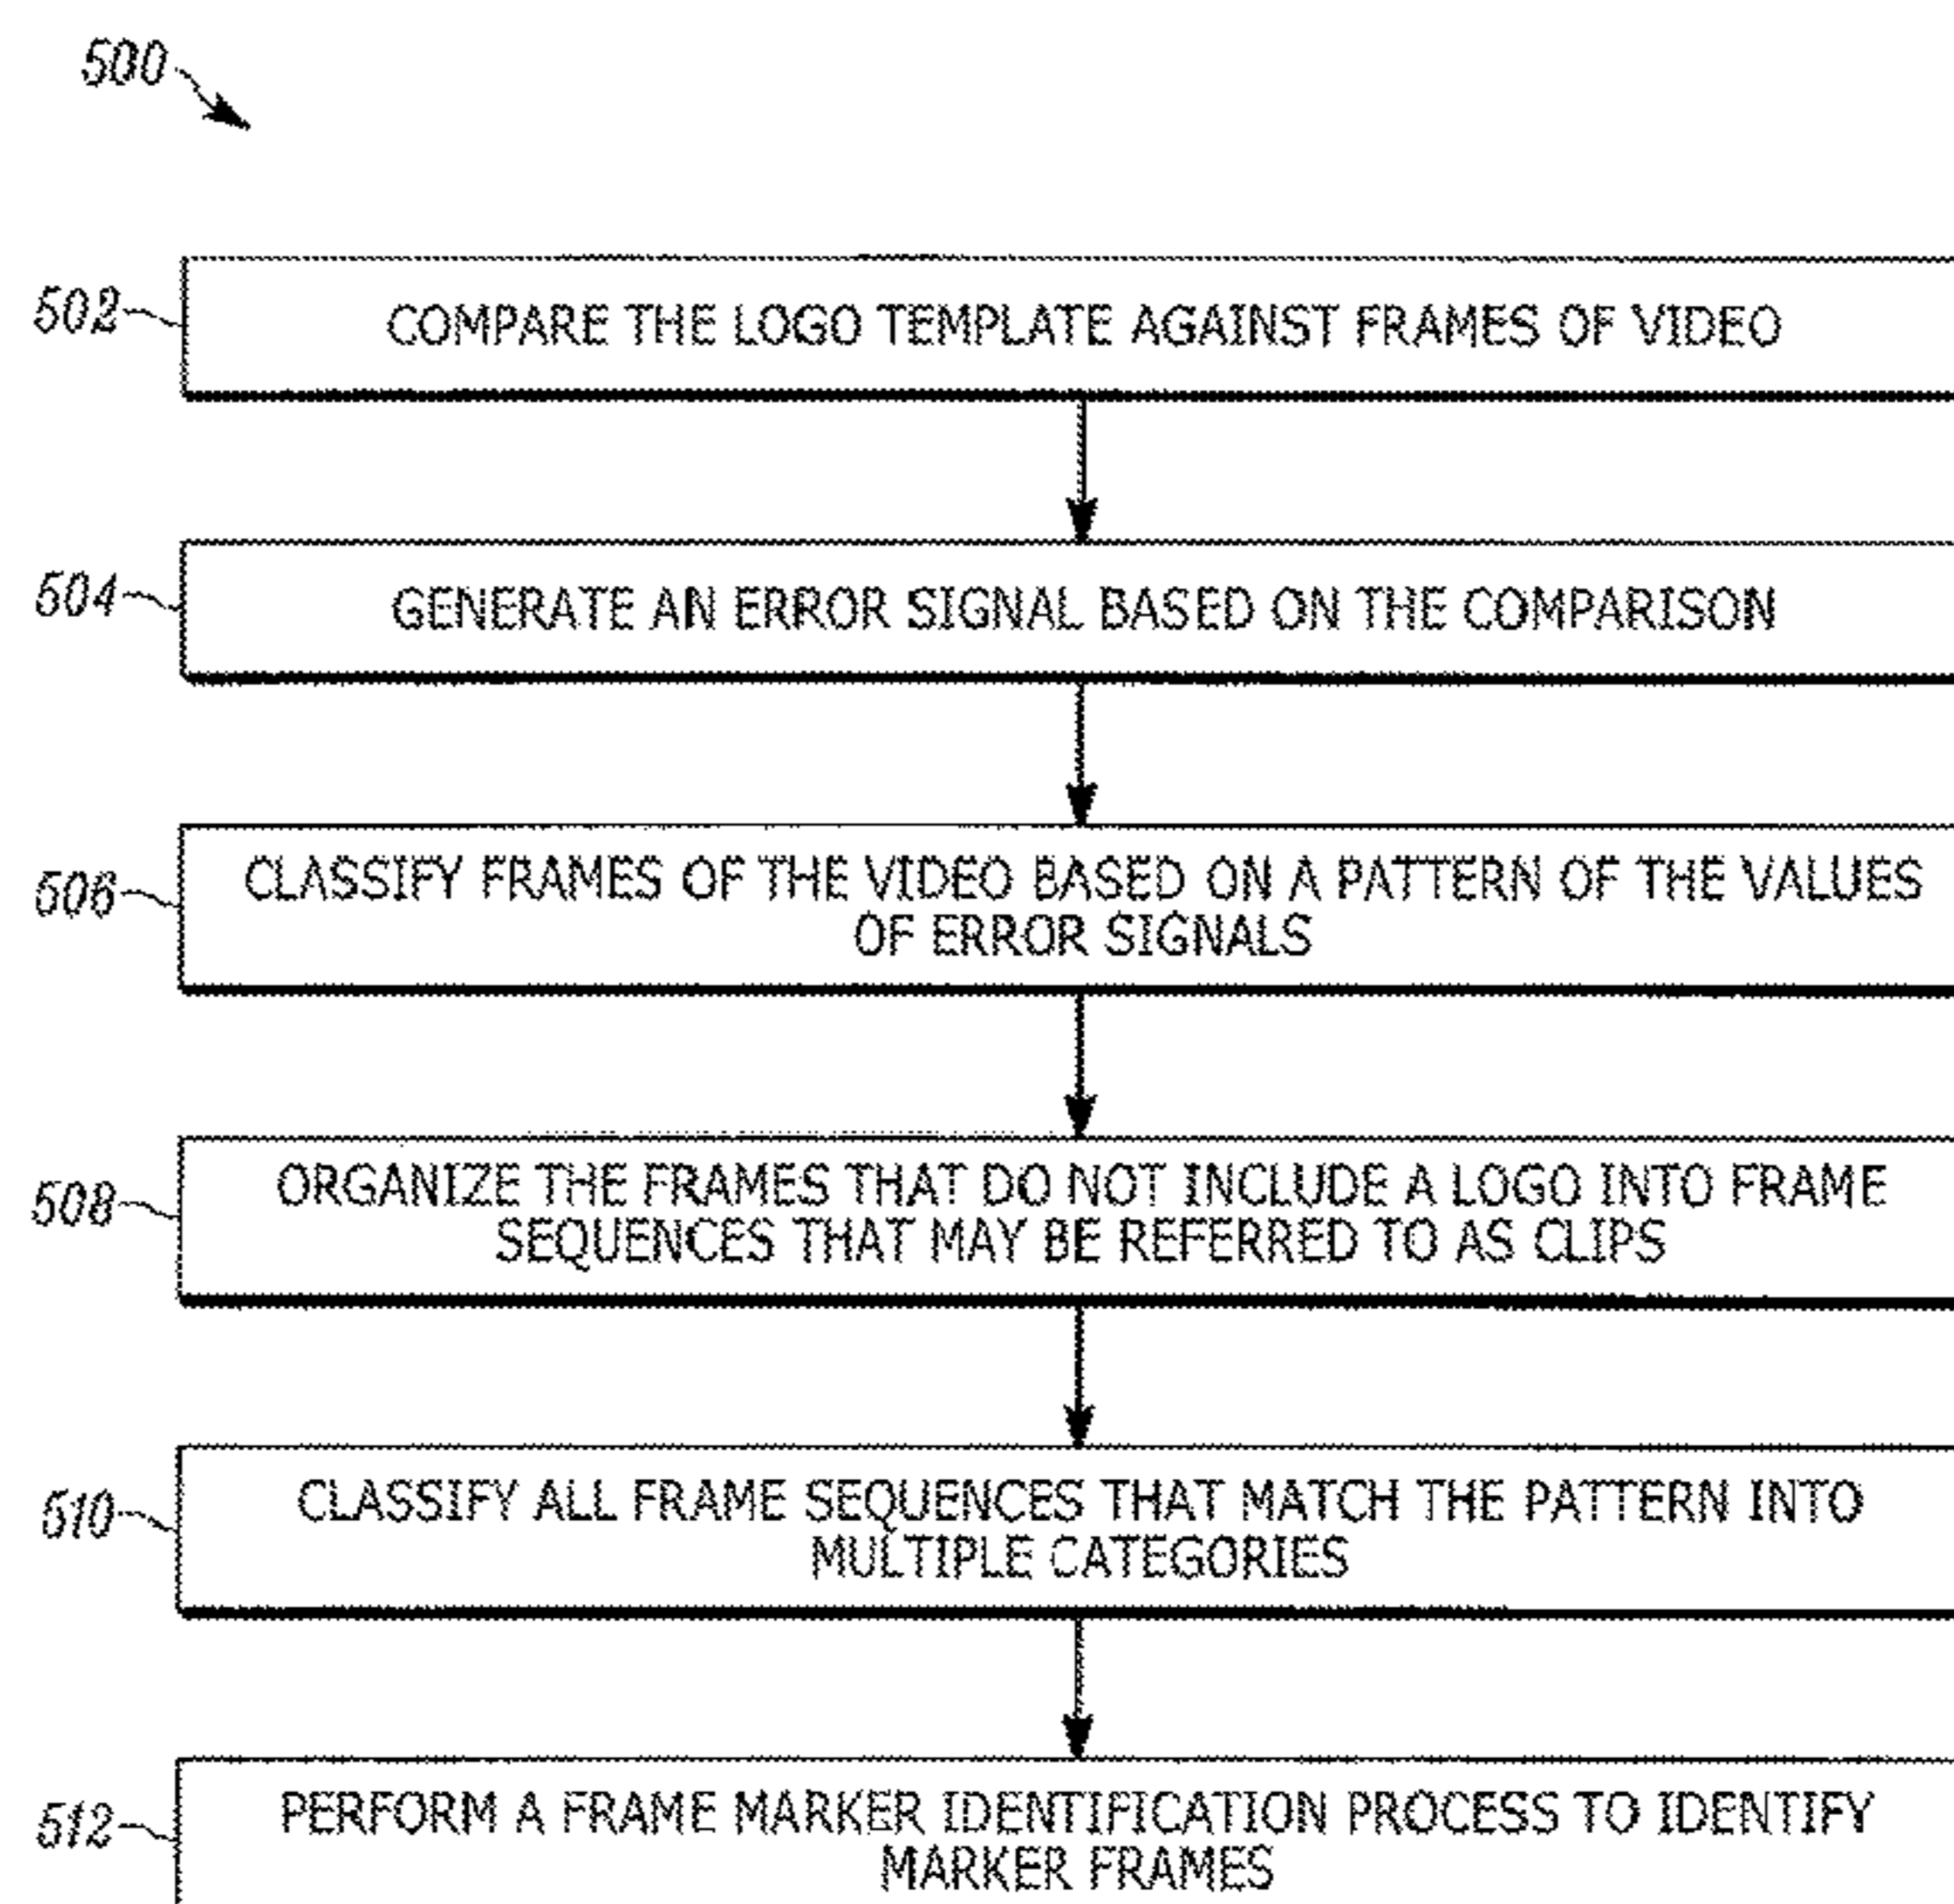 500
502
COMPARE THE LOGO TEMPLATE AGAINST FRAMES OF VIDEO
504
GENERATE AN ERROR SIGNAL BASED ON THE COMPARISON
506
CLASSIFY FRAMES OF THE VIDEO BASED ON A PATTERN OF THE VALUES
OF ERROR SIGNALS
508
ORGANIZE THE FRAMES THAT DO NOT INCLUDE A LOGO INTO FRAME
SEQUENCES THAT MAY BE REFERRED TO AS CLIPS
510
CLASSIFY ALL FRAME SEQUENCES THAT MATCH THE PATTERN INTO
MULTIPLE CATEGORIES
512
PERFORM A FRAME MARKER IDENTIFICATION PROCESS TO IDENTIFY
MARKER FRAMES